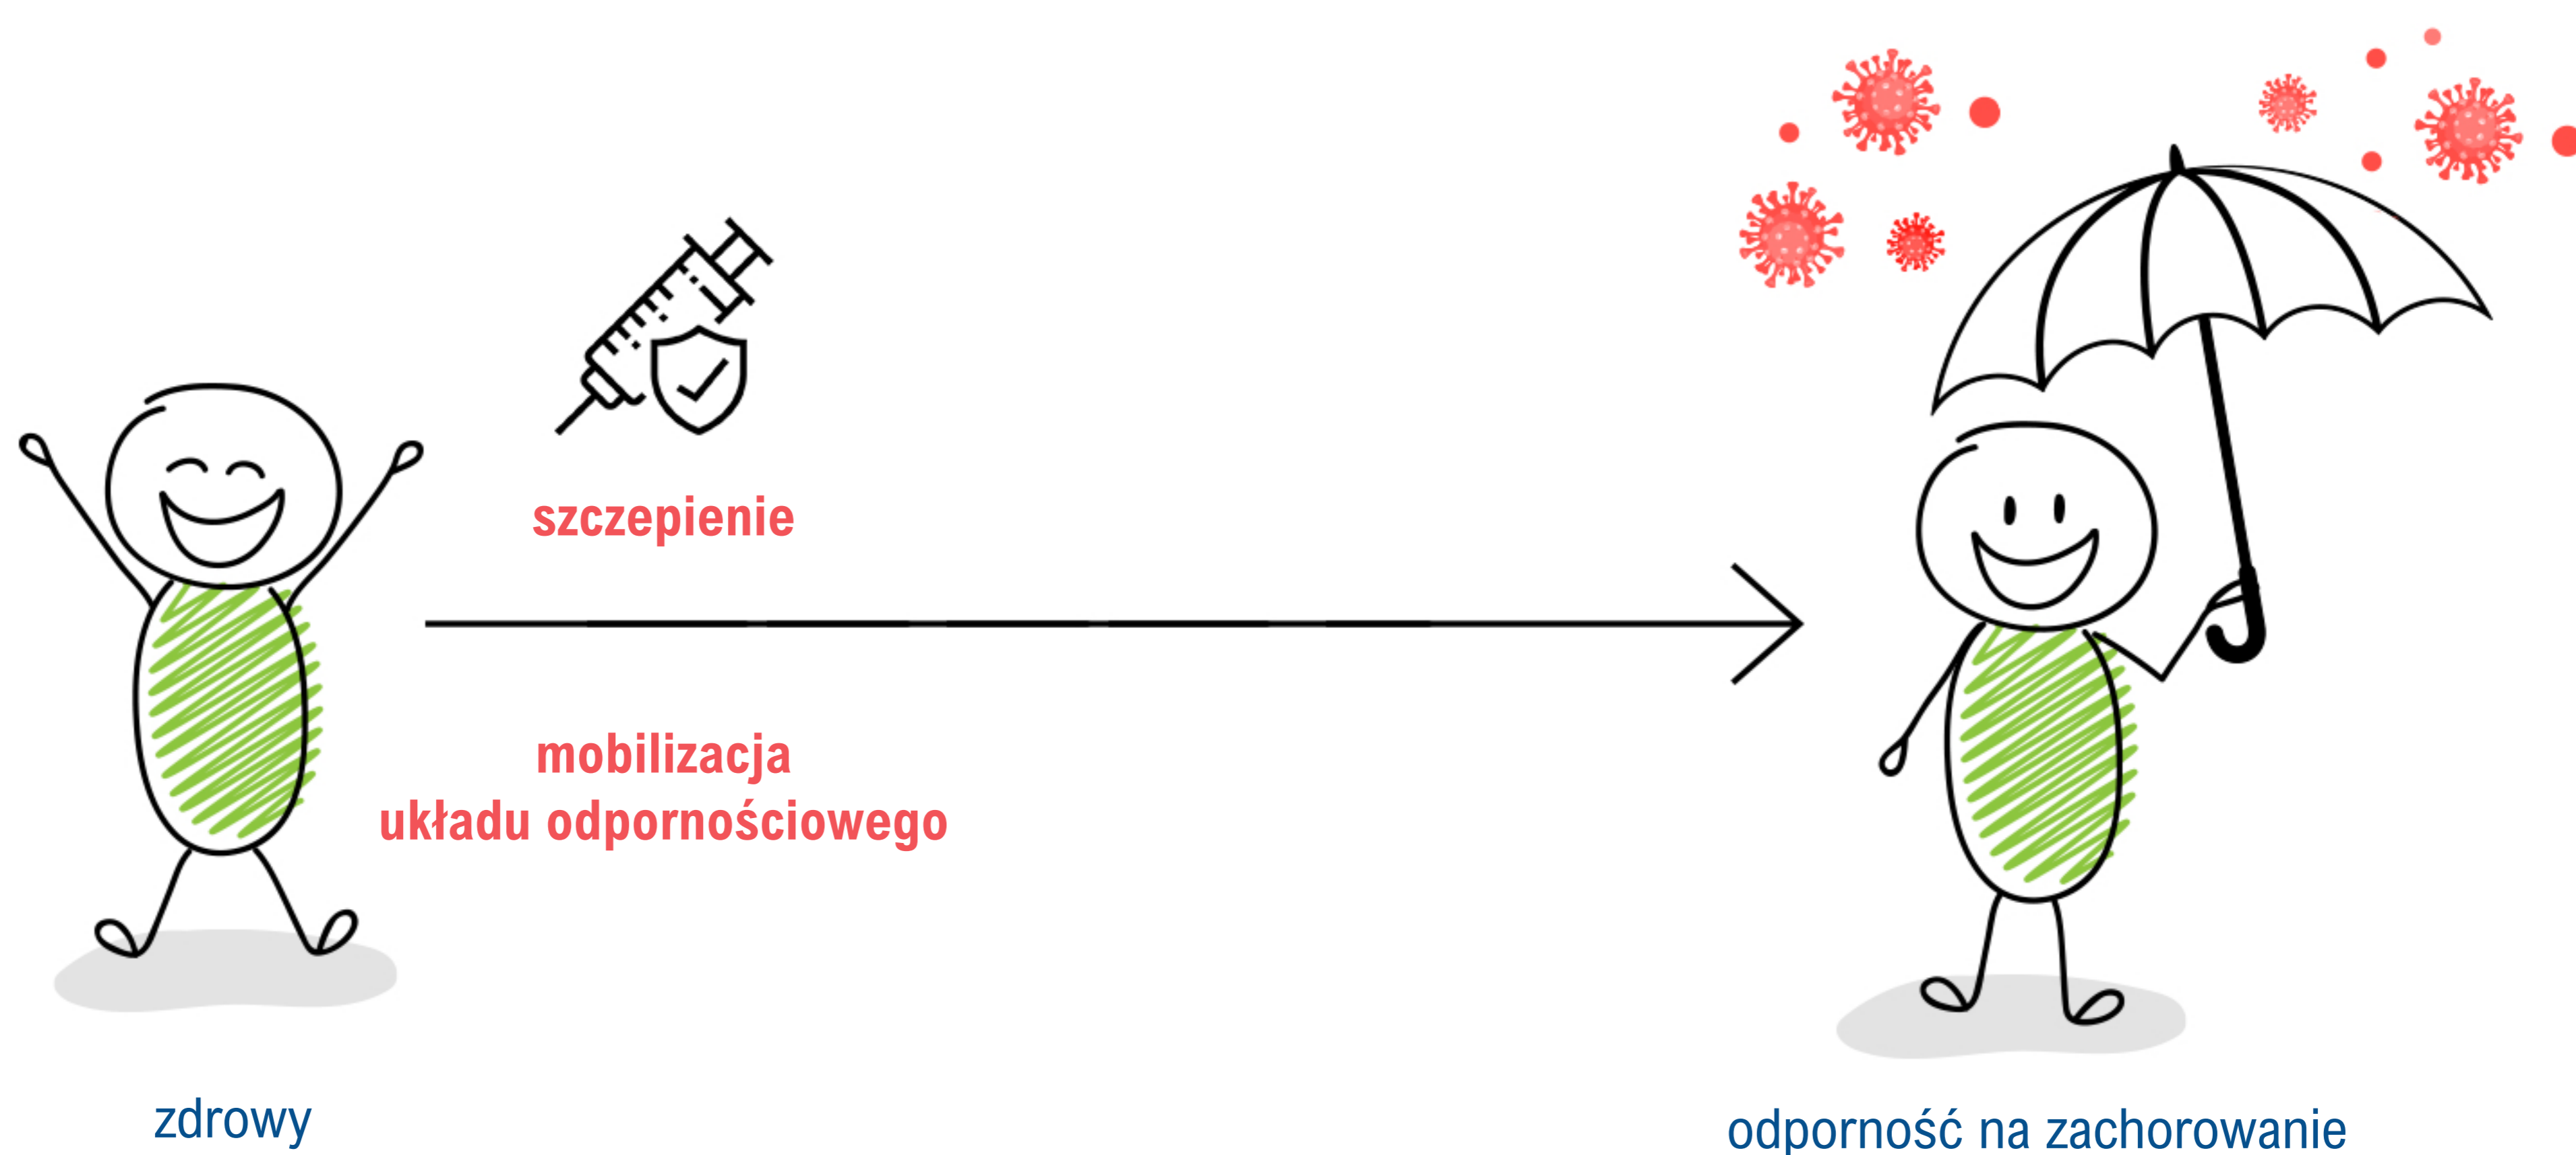 szczepienie
mobilizacja
układu odpornościowego
zdrowy
odporność na zachorowanie